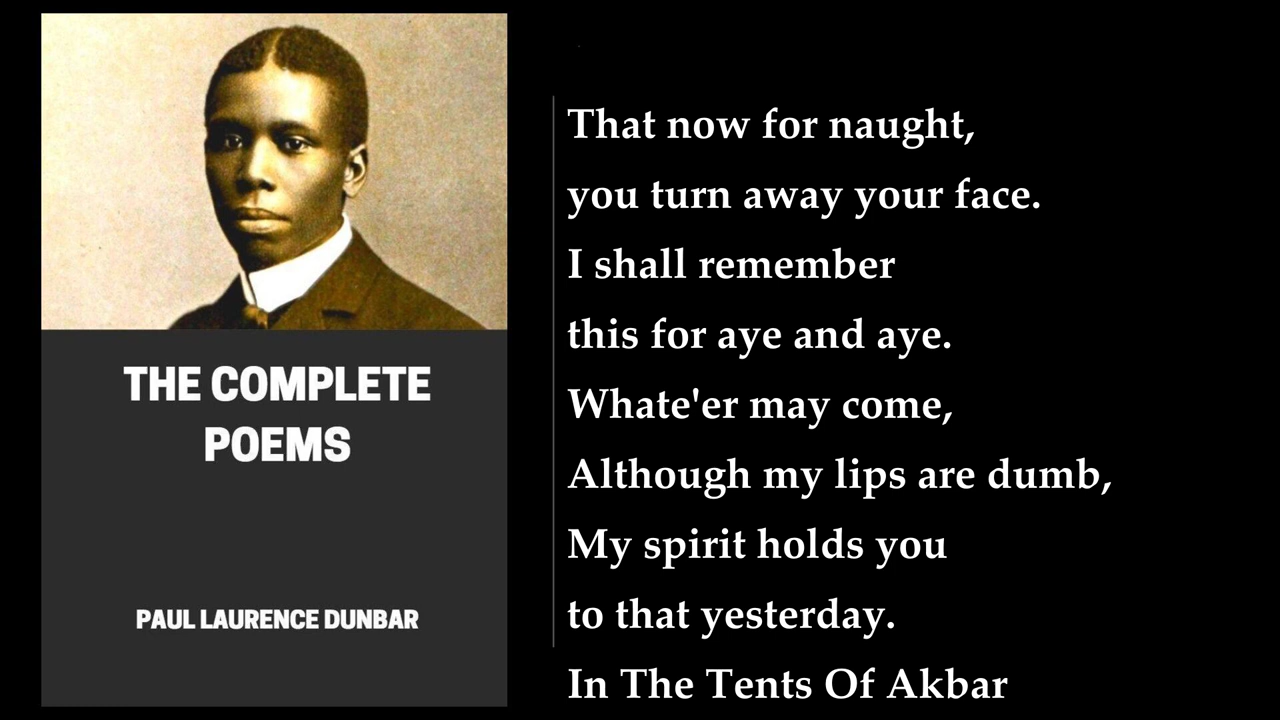 THE COMPLETE
POEMS
PAUL LAURENCE DUNBAR
That now for naught,
you turn away your face.
I shall remember
this for aye and aye.
Whate'er may come,
Although my lips are dumb,
My spirit holds you
to that yesterday.
In The Tents Of Akbar